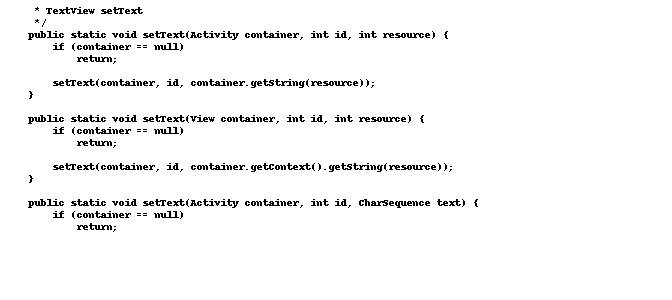 * TextView setText
*/
public static void setText(Activity container, int id, int resource) {
if (container == null)
return;
setText(container, id, container.getString(resource));
}
public static void setText(View container, int id, int resource) {
if (container == null)
return;
setText(container, id, container.getContext().getString(resource));
}
public static void setText(Activity container, int id, CharSequence text) {
if (container == null)
return;